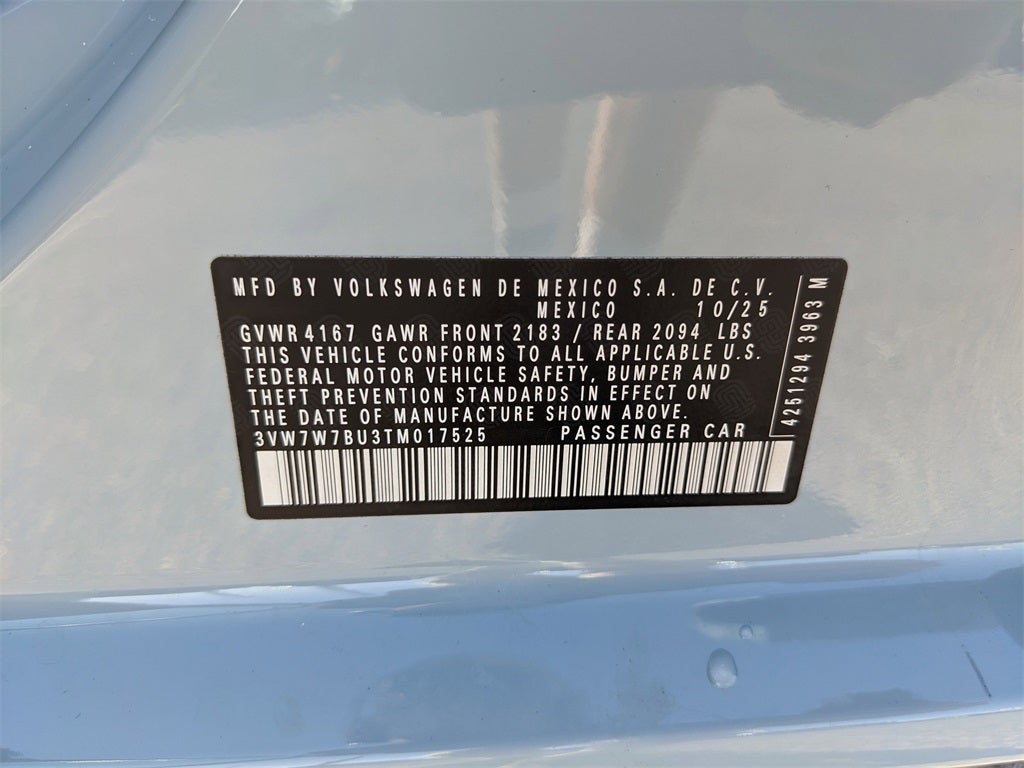 MFD BY VOLKSWAGEN DE MEXICO S.A. DE C.V.
MEXICO 10/25
GVWR 4167 GAWR FRONT 2183 / REAR 2094 LBS
THIS VEHICLE CONFORMS TO ALL APPLICABLE U.S.
FEDERAL MOTOR VEHICLE SAFETY, BUMPER AND
THEFT PREVENTION STANDARDS IN EFFECT ON
THE DATE OF MANUFACTURE SHOWN ABOVE.
3VW7W7BU3TM017525 PASSENGER CAR
4251294 3963 M